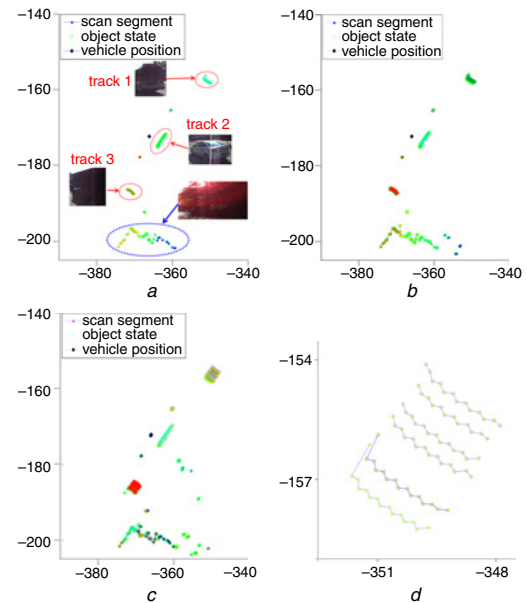 −140
scan segment
object state
vehicle position
−160
track 1
track 2
−180
track 3
−200
−380
−360
−340
a
−140
scan segment
object state
vehicle position
−160
−180
−200
−380
−360
−340
b
−140
scan segment
object state
vehicle position
−160
−180
−200
−380
−360
−340
c
−154
−157
−351
−348
d